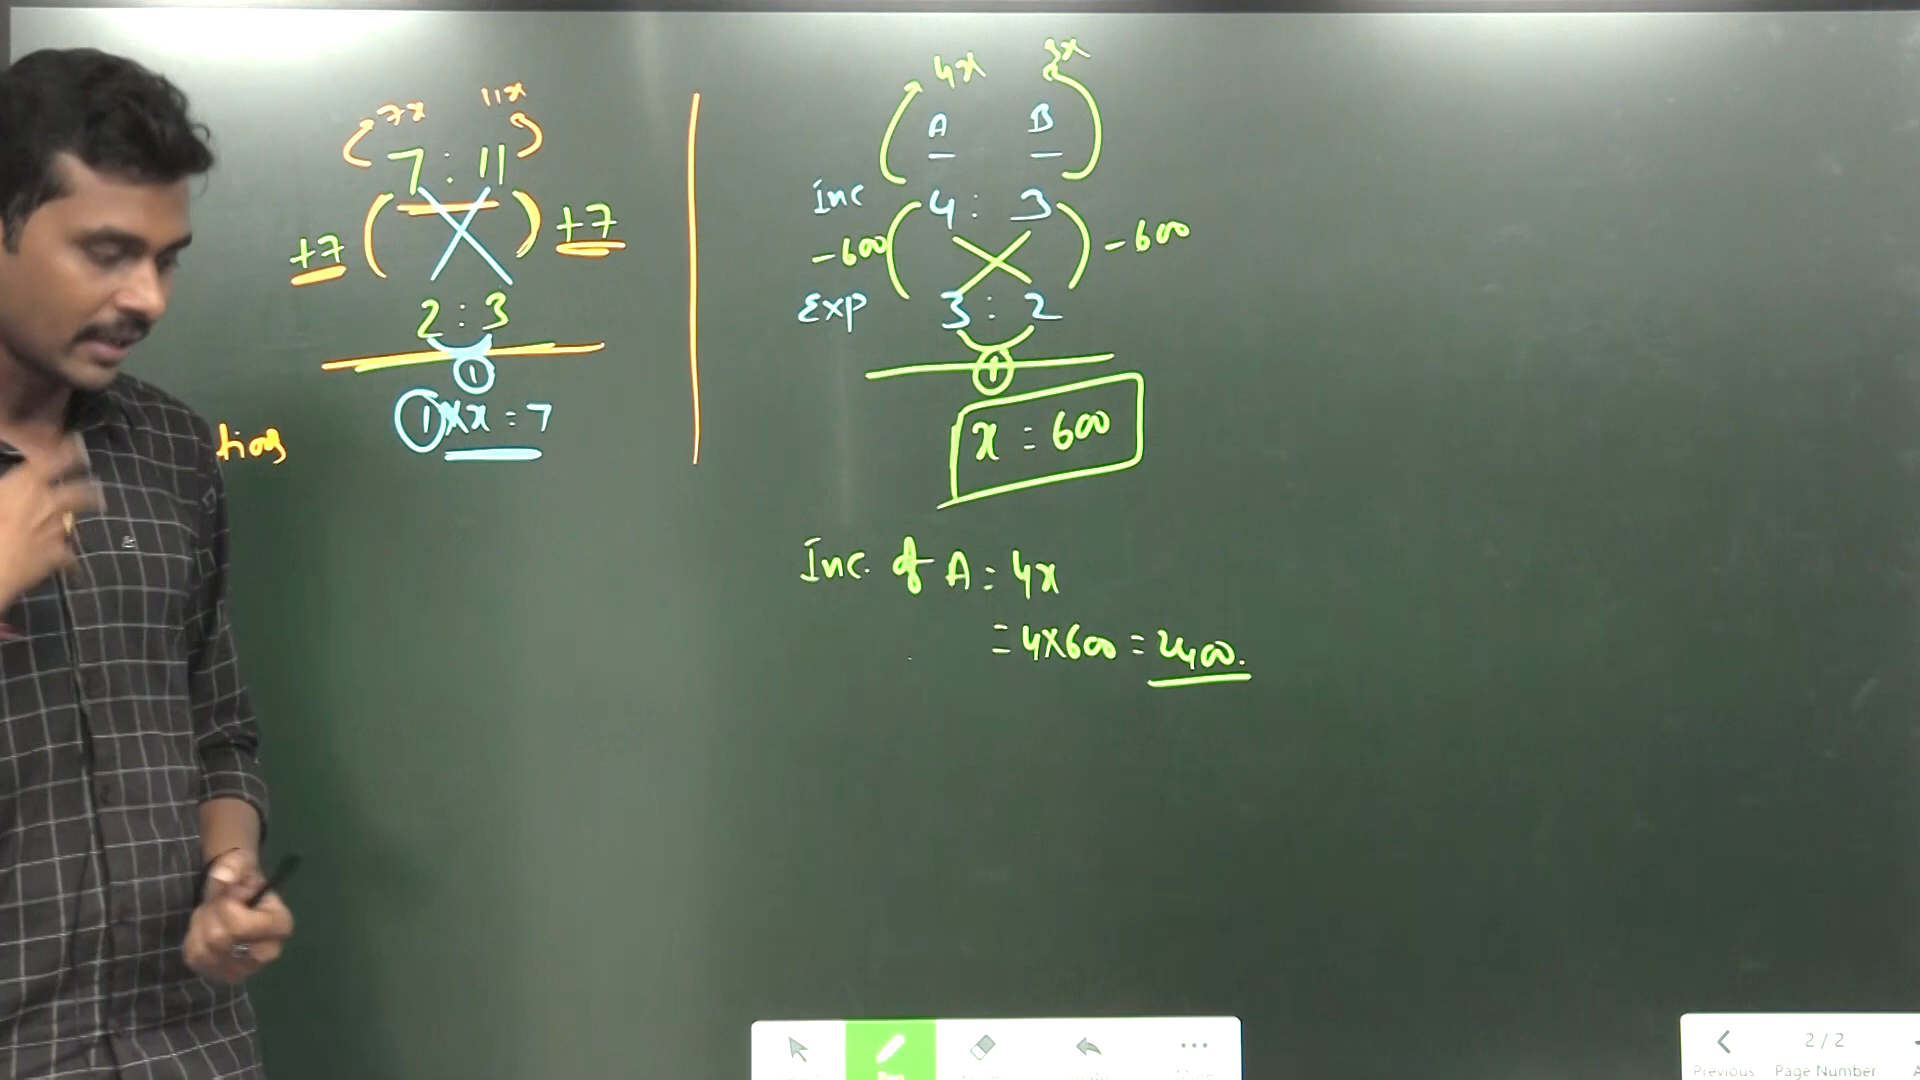 7x 11x
7 : 11
+7 +7
2 : 3
1
1 x x = 7
tios
4x 3x
A B
Inc 4 : 3
-600 -600
Exp 3 : 2
1
x = 600
Inc. of A = 4x
= 4x600 = 2400.
2 / 2
Previous Page Number